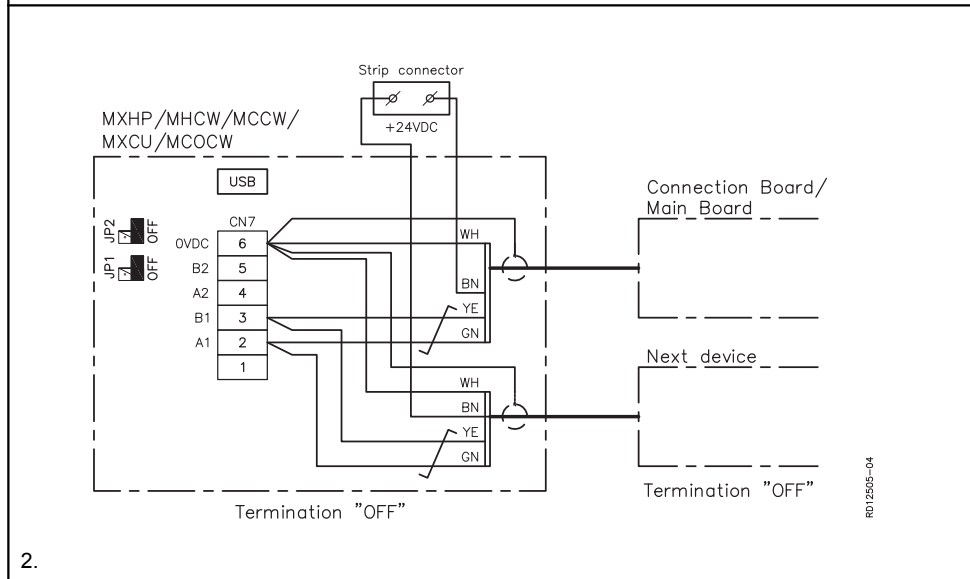 Strip connector
+24VDC
MXHP/MHCW/MCCW/
MXCU/MCOCW
USB
CN7
JP2
OFF
JP1
OFF
0VDC 6
B2 5
A2 4
B1 3
A1 2
1
WH
BN
YE
GN
WH
BN
YE
GN
Connection Board/
Main Board
Next device
Termination "OFF"
Termination "OFF"
RD12505-04
2.